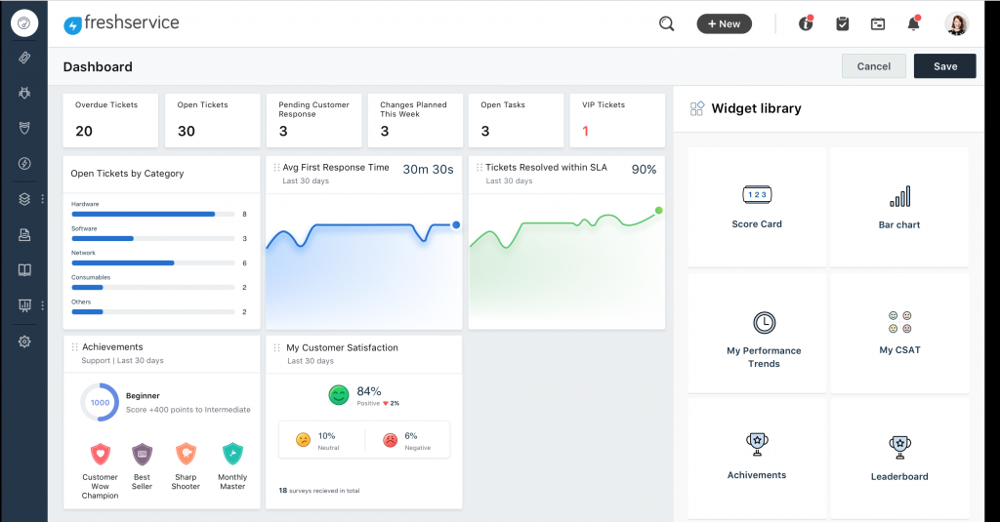 freshservice
+ New
Dashboard
Cancel
Save
Overdue Tickets
20
Open Tickets
30
Pending Customer
Response
3
Changes Planned
This Week
3
Open Tasks
3
VIP Tickets
1
Open Tickets by Category
Hardware
8
Software
3
Network
6
Consumables
2
Others
2
Avg First Response Time
30m 30s
Last 30 days
Tickets Resolved within SLA
90%
Last 30 days
Achievements
Support | Last 30 days
1000
Beginner
Score +400 points to Intermediate
Customer
Wow
Champion
Best
Seller
Sharp
Shooter
Monthly
Master
My Customer Satisfaction
Last 30 days
84%
Positive ▼ 2%
10%
Neutral
6%
Negative
18 surveys recieved in total
Widget library
1 2 3
Score Card
Bar chart
My Performance
Trends
My CSAT
Achivements
Leaderboard